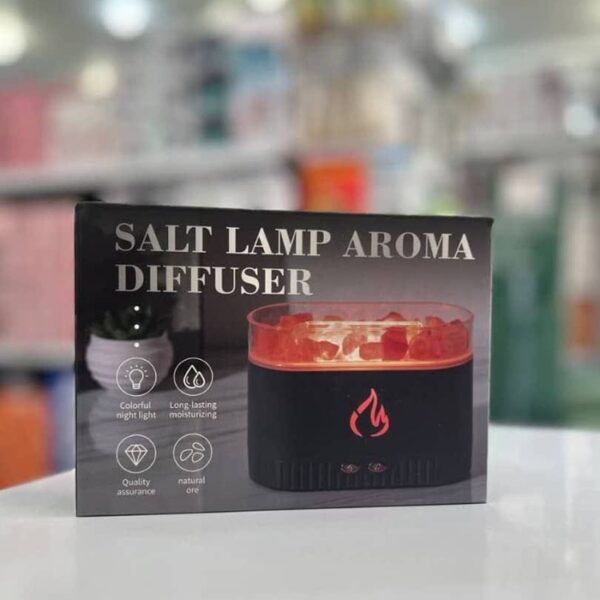 SALT LAMP AROMA
DIFFUSER
Colorful
night light
Long-lasting
moisturizing
Quality
assurance
natural
ore